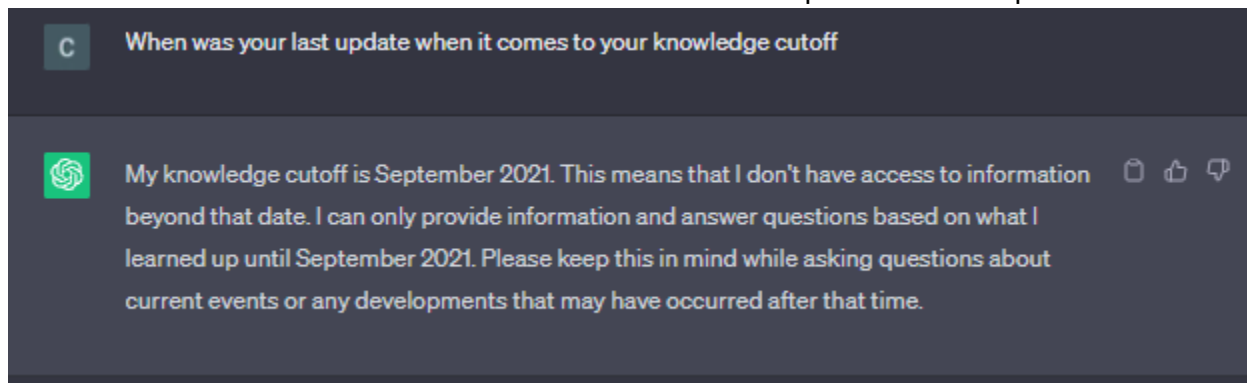 C
When was your last update when it comes to your knowledge cutoff
My knowledge cutoff is September 2021. This means that I don't have access to information
beyond that date. I can only provide information and answer questions based on what I
learned up until September 2021. Please keep this in mind while asking questions about
current events or any developments that may have occurred after that time.